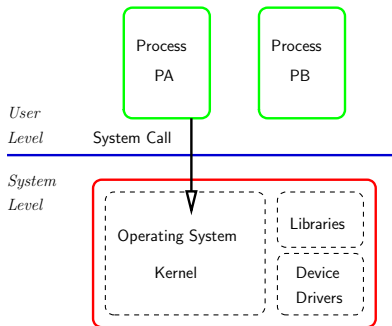 Process
PA
Process
PB
User
Level
System Call
System
Level
Operating System
Kernel
Libraries
Device
Drivers